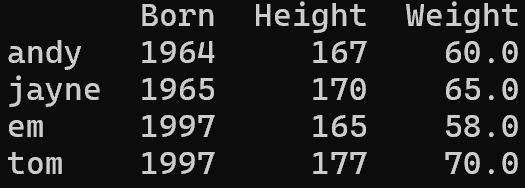 Born Height Weight
andy 1964 167 60.0
jayne 1965 170 65.0
em 1997 165 58.0
tom 1997 177 70.0